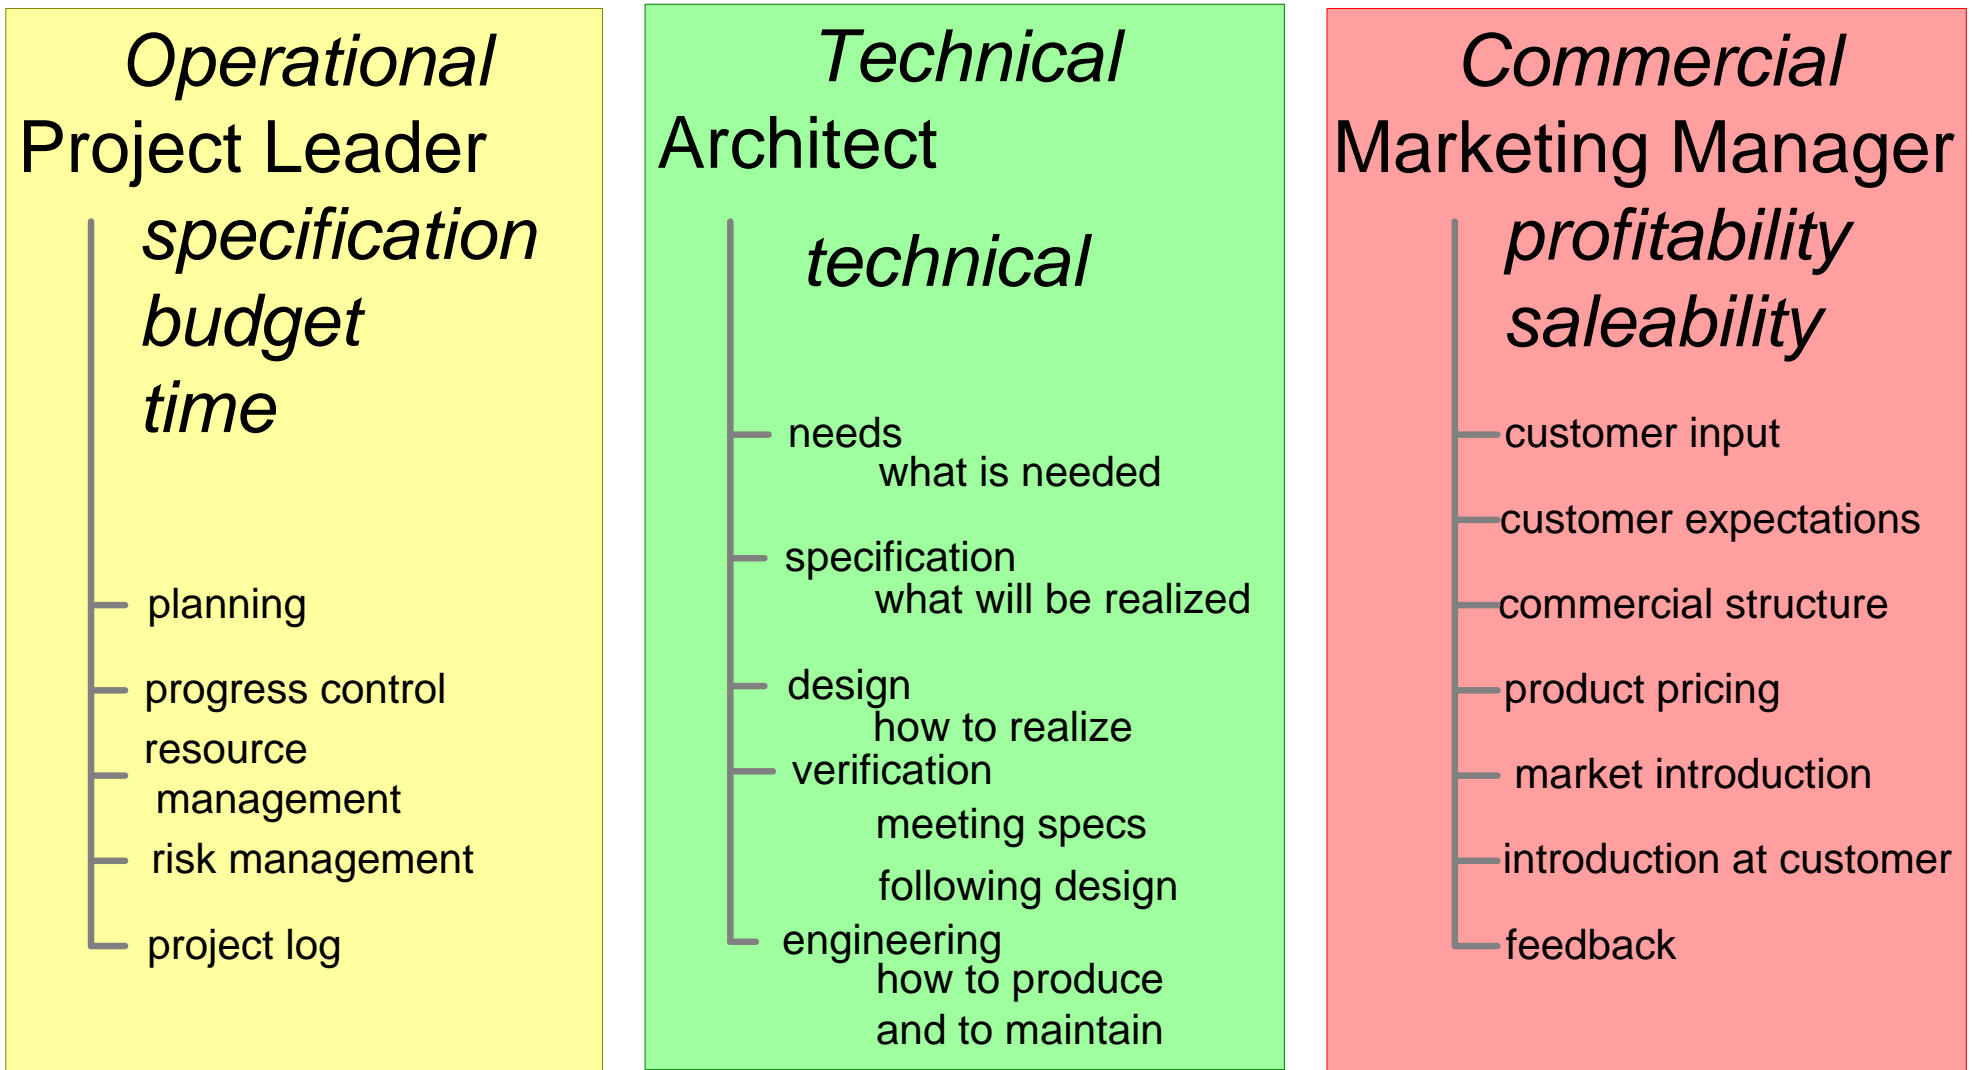 Operational
Project Leader
specification
budget
time
planning
progress control
resource
management
risk management
project log
Technical
Architect
technical
needs
what is needed
specification
what will be realized
design
how to realize
verification
meeting specs
following design
engineering
how to produce
and to maintain
Commercial
Marketing Manager
profitability
saleability
customer input
customer expectations
commercial structure
product pricing
market introduction
introduction at customer
feedback